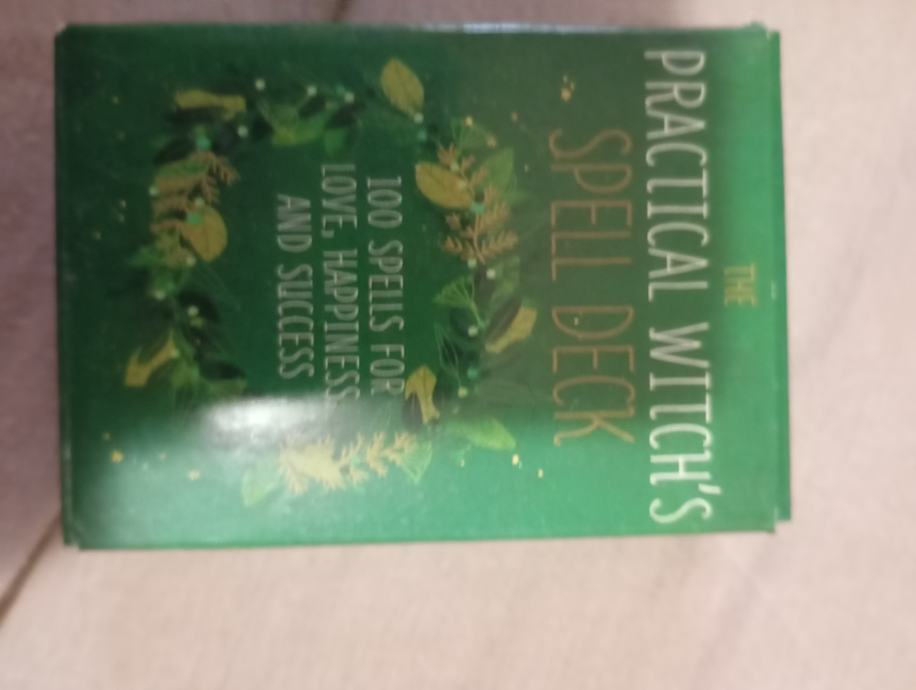 THE
PRACTICAL WITCH'S
SPELL DECK
100 SPELLS FOR
LOVE, HAPPINESS,
AND SUCCESS